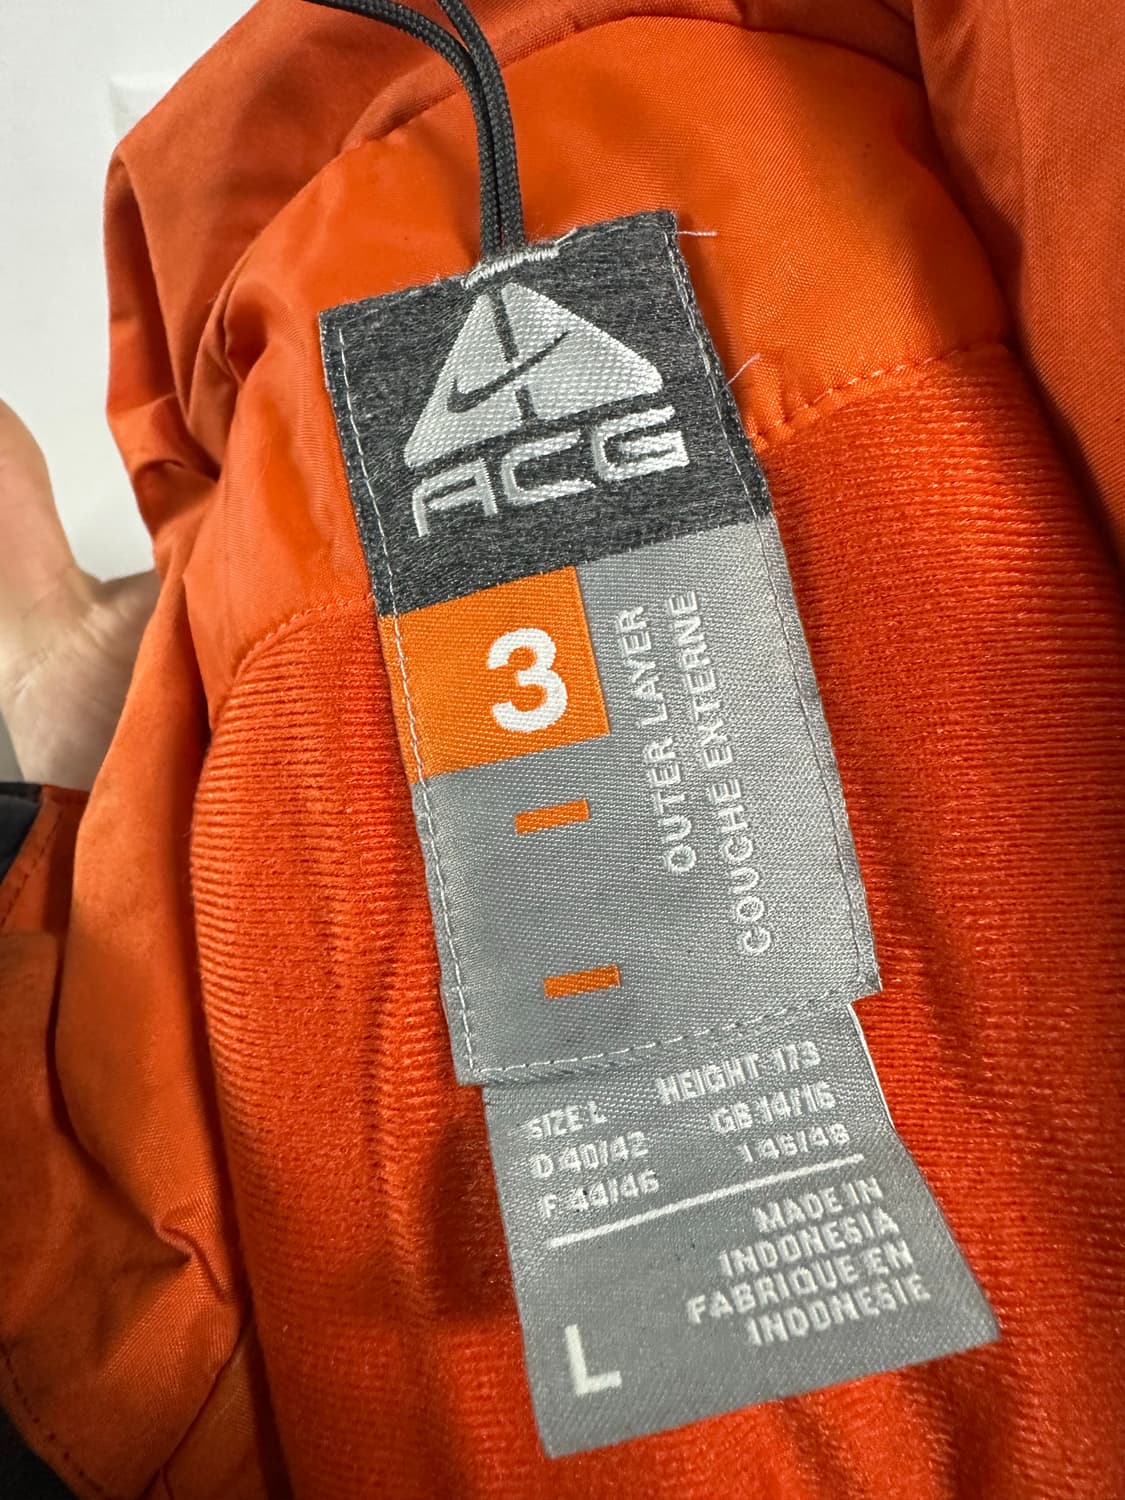 ACG
3
OUTER LAYER
COUCHE EXTERNE
SIZE L HEIGHT 173
D 40/42 GB 14/16
F 44/46 I 46/48
MADE IN
INDONESIA
FABRIQUE EN
INDONESIE
L